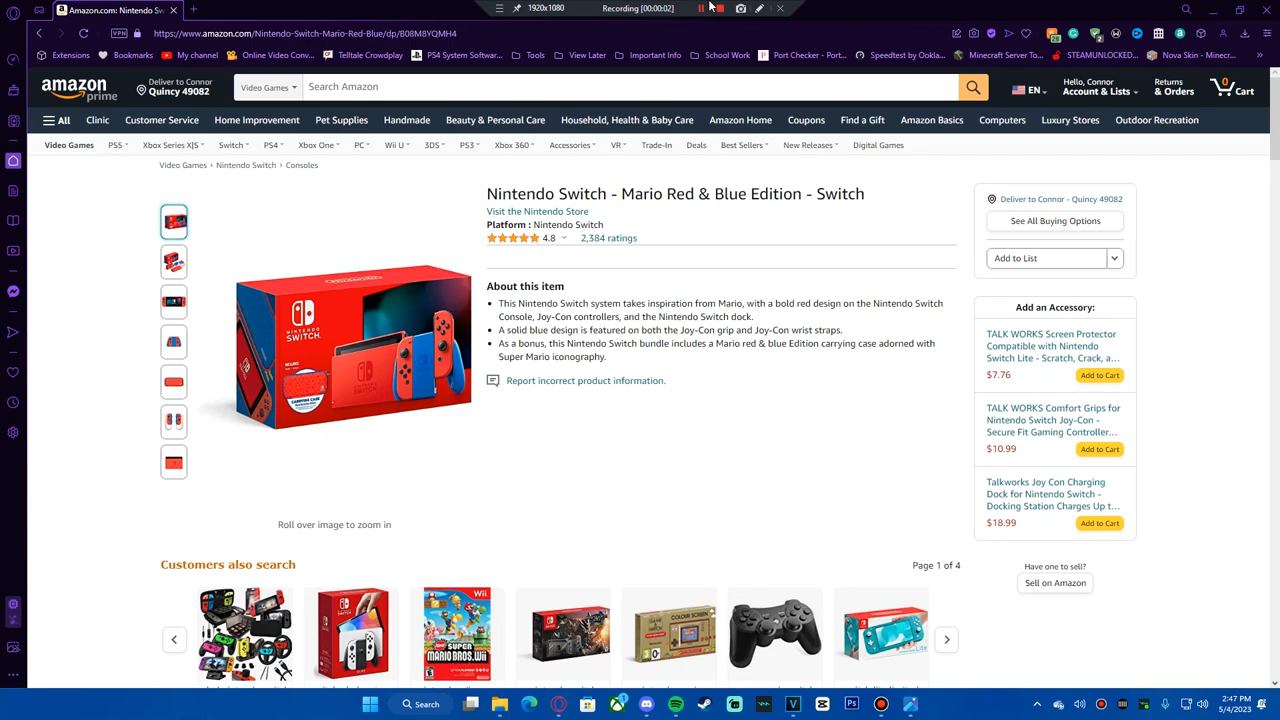 1920x1080
Recording [00:00:02]
Amazon.com: Nintendo Switch
VPN
https://www.amazon.com/Nintendo-Switch-Mario-Red-Blue/dp/B08M8YQMH4
Extensions
Bookmarks
My channel
Online Video Conv...
Telltale Crowdplay
PS4 System Softwar...
Tools
View Later
Important Info
School Work
Port Checker - Port...
Speedtest by Ookla...
Minecraft Server To...
STEAMUNLOCKED...
Nova Skin - Minecr...
amazon
prime
Deliver to Connor
Quincy 49082
Video Games
Search Amazon
EN
Hello, Connor
Account & Lists
Returns
& Orders
0
Cart
All
Clinic
Customer Service
Home Improvement
Pet Supplies
Handmade
Beauty & Personal Care
Household, Health & Baby Care
Amazon Home
Coupons
Find a Gift
Amazon Basics
Computers
Luxury Stores
Outdoor Recreation
Video Games
PS5
Xbox Series X|S
Switch
PS4
Xbox One
PC
Wii U
3DS
PS3
Xbox 360
Accessories
VR
Trade-In
Deals
Best Sellers
New Releases
Digital Games
Video Games › Nintendo Switch › Consoles
Nintendo Switch - Mario Red & Blue Edition - Switch
Visit the Nintendo Store
Platform : Nintendo Switch
4.8
2,384 ratings
About this item
• This Nintendo Switch system takes inspiration from Mario, with a bold red design on the Nintendo Switch
Console, Joy-Con controllers, and the Nintendo Switch dock.
• A solid blue design is featured on both the Joy-Con grip and Joy-Con wrist straps.
• As a bonus, this Nintendo Switch bundle includes a Mario red & blue Edition carrying case adorned with
Super Mario iconography.
Report incorrect product information.
NINTENDO
SWITCH
CARRYING CASE
Roll over image to zoom in
Deliver to Connor - Quincy 49082
See All Buying Options
Add to List
Add an Accessory:
TALK WORKS Screen Protector
Compatible with Nintendo
Switch Lite - Scratch, Crack, a...
$7.76
Add to Cart
TALK WORKS Comfort Grips for
Nintendo Switch Joy-Con -
Secure Fit Gaming Controller...
$10.99
Add to Cart
Talkworks Joy Con Charging
Dock for Nintendo Switch -
Docking Station Charges Up t...
$18.99
Add to Cart
Have one to sell?
Sell on Amazon
Customers also search
Page 1 of 4
Wii
SUPER
MARIO BROS. Wii
COLOR SCREEN
Search
2:47 PM
5/4/2023